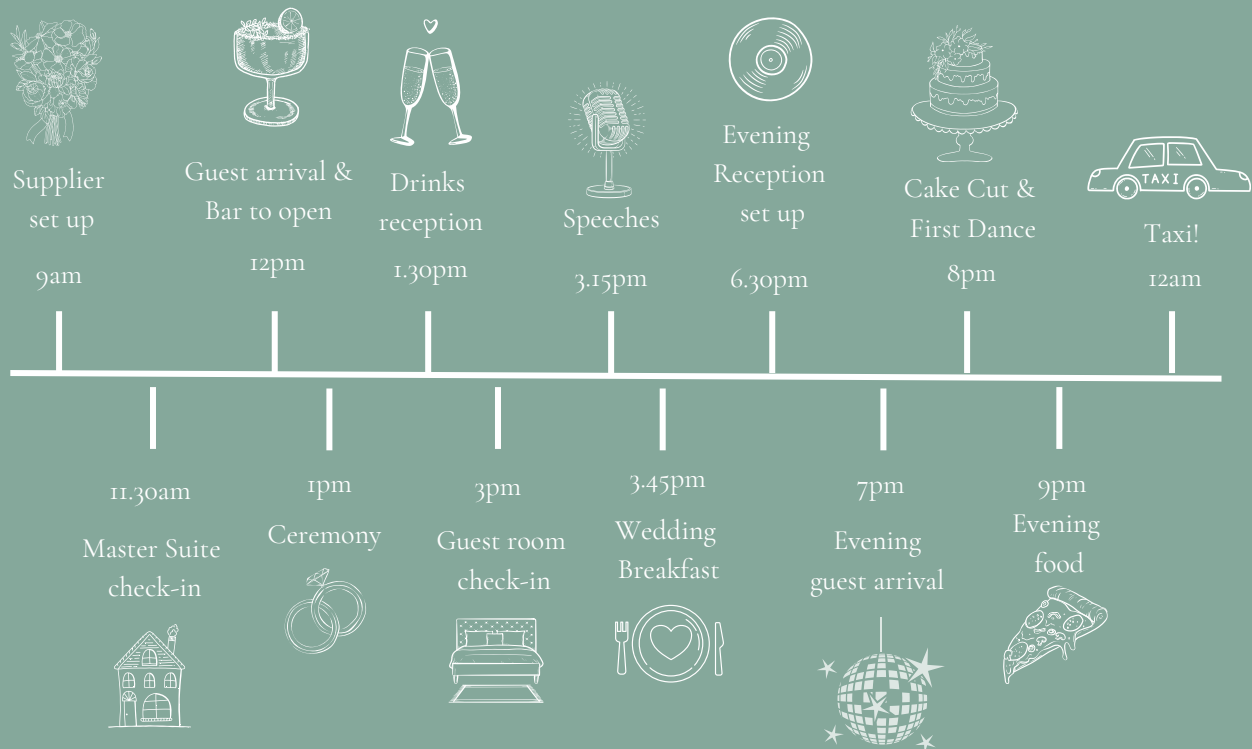 Supplier
set up
9am
Guest arrival &
Bar to open
12pm
Drinks
reception
1.30pm
Speeches
3.15pm
Evening
Reception
set up
6.30pm
Cake Cut &
First Dance
8pm
TAXI
Taxi!
12am
11.30am
Master Suite
check-in
1pm
Ceremony
3pm
Guest room
check-in
3.45pm
Wedding
Breakfast
7pm
Evening
guest arrival
9pm
Evening
food